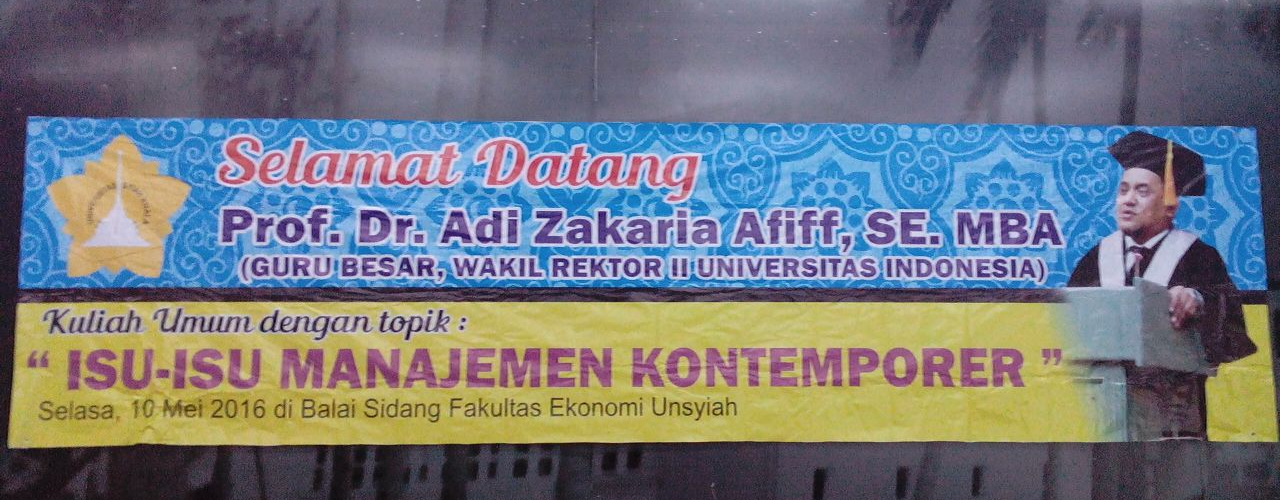 Selamat Datang
Prof. Dr. Adi Zakaria Afiff, SE. MBA
(GURU BESAR, WAKIL REKTOR II UNIVERSITAS INDONESIA)
Kuliah Umum dengan topik :
“ ISU-ISU MANAJEMEN KONTEMPORER ”
Selasa, 10 Mei 2016 di Balai Sidang Fakultas Ekonomi Unsyiah